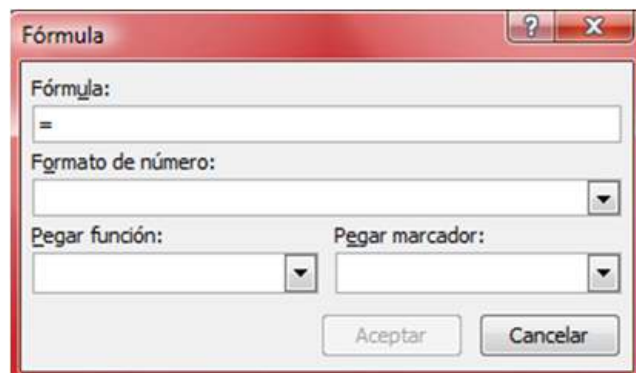 Fórmula
Fórmula:
=
Formato de número:
Pegar función: Pegar marcador:
Aceptar Cancelar